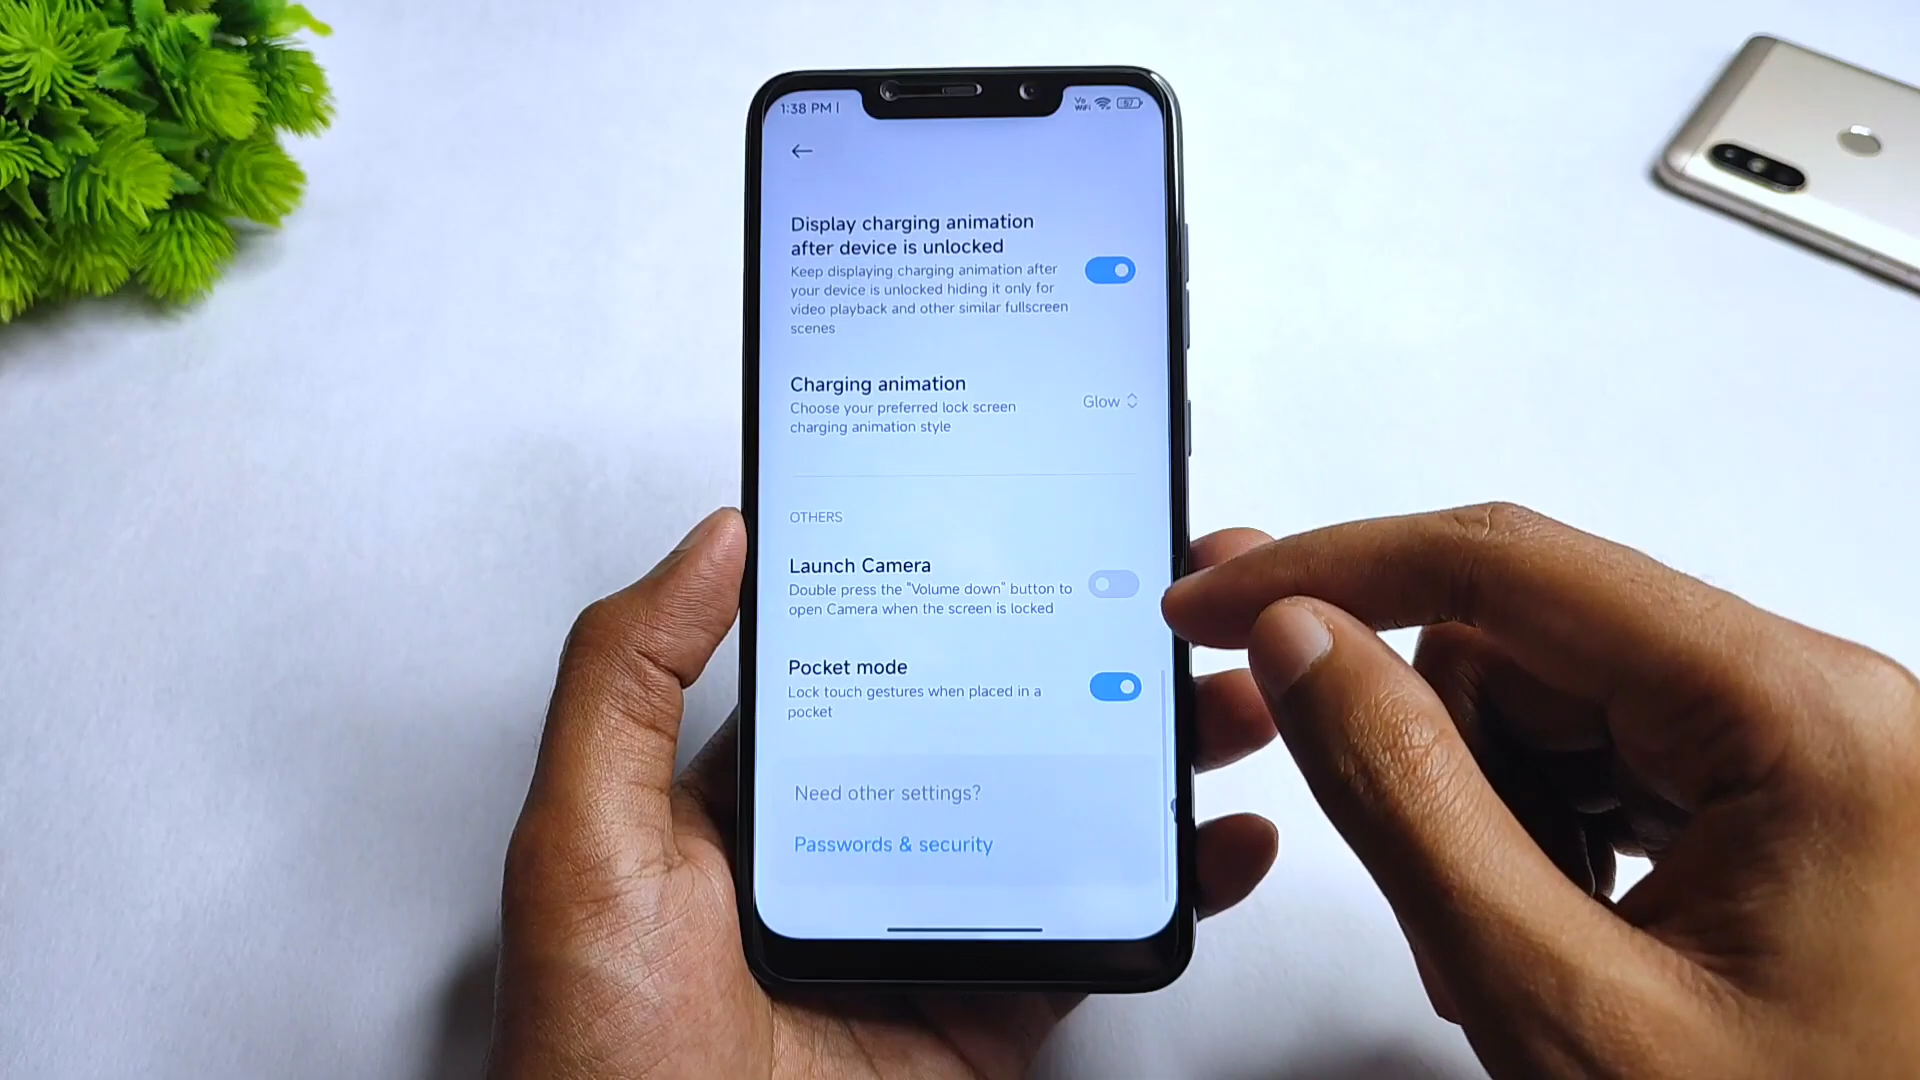 1:38 PM
Vo
WiFi
57
Display charging animation
after device is unlocked
Keep displaying charging animation after
your device is unlocked hiding it only for
video playback and other similar fullscreen
scenes
Charging animation
Choose your preferred lock screen
charging animation style
Glow
OTHERS
Launch Camera
Double press the "Volume down" button to
open Camera when the screen is locked
Pocket mode
Lock touch gestures when placed in a
pocket
Need other settings?
Passwords & security